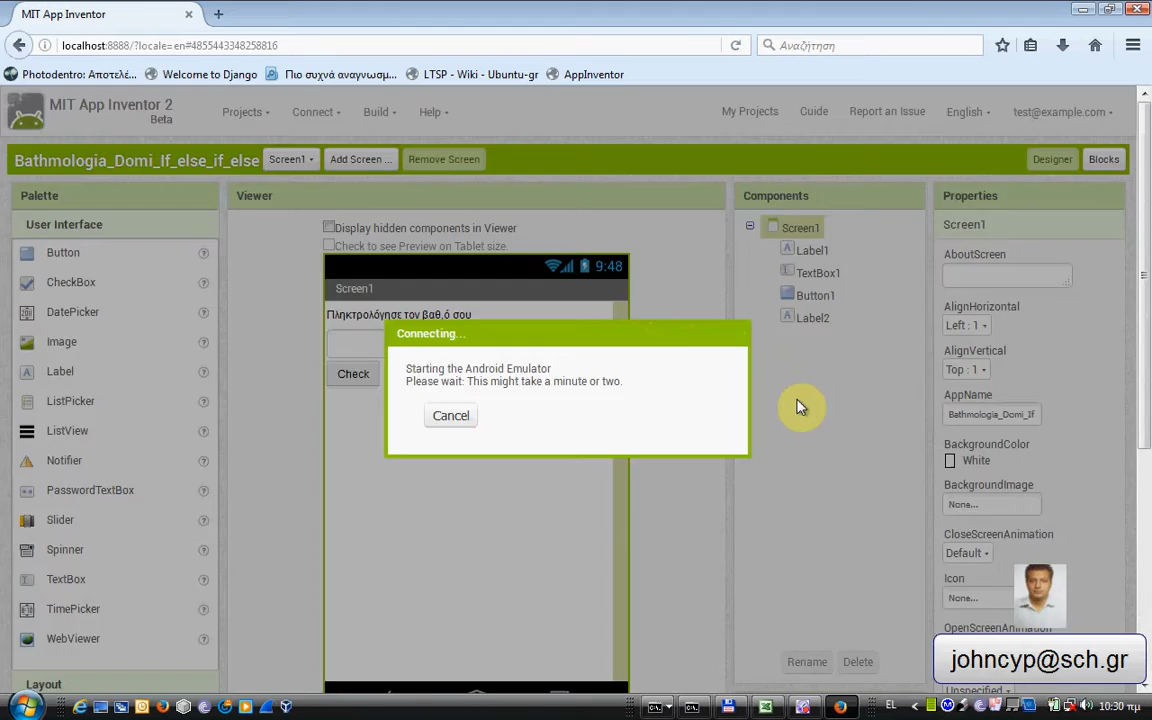 MIT App Inventor
localhost:8888/?locale=en#4855443348258816
Αναζήτηση
Photodentro: Αποτελέ...
Welcome to Django
Πιο συχνά αναγνωσμ...
LTSP - Wiki - Ubuntu-gr
AppInventor
MIT App Inventor 2
Beta
Projects
Connect
Build
Help
My Projects
Guide
Report an Issue
English
test@example.com
Bathmologia_Domi_If_else_if_else
Screen1
Add Screen ...
Remove Screen
Designer
Blocks
Palette
User Interface
Button
CheckBox
DatePicker
Image
Label
ListPicker
ListView
Notifier
PasswordTextBox
Slider
Spinner
TextBox
TimePicker
WebViewer
Layout
Viewer
Display hidden components in Viewer
Check to see Preview on Tablet size.
9:48
Screen1
Πληκτρολόγησε τον βαθ,ό σου
Check
Connecting...
Starting the Android Emulator
Please wait: This might take a minute or two.
Cancel
Components
Screen1
Label1
TextBox1
Button1
Label2
Rename
Delete
Properties
Screen1
AboutScreen
AlignHorizontal
Left : 1
AlignVertical
Top : 1
AppName
Bathmologia_Domi_If
BackgroundColor
White
BackgroundImage
None...
CloseScreenAnimation
Default
Icon
None...
OpenScreenAnimation
johncyp@sch.gr
Unspecified
EL
10:30 πμ